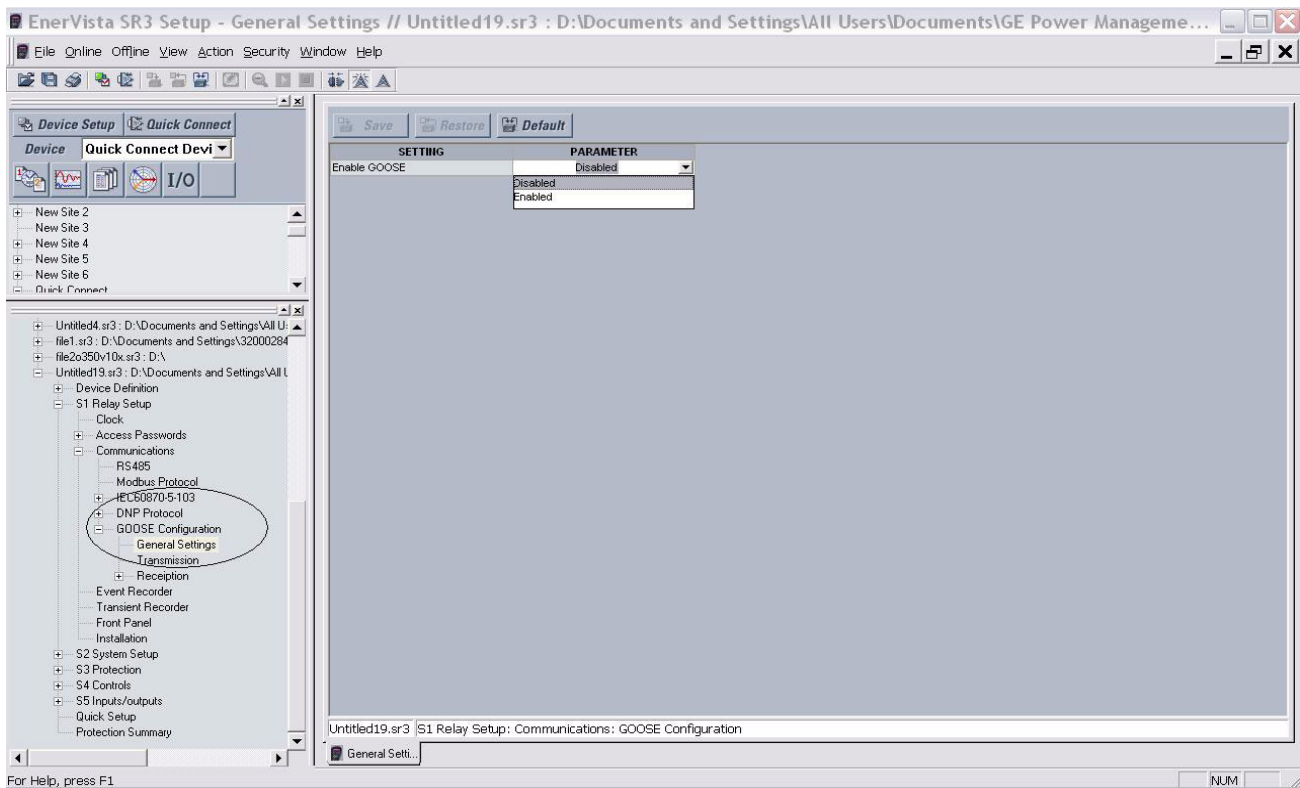 EnerVista SR3 Setup - General Settings // Untitled19.sr3 : D:\Documents and Settings\All Users\Documents\GE Power Manageme...
File Online Offline View Action Security Window Help
Device Setup Quick Connect
Device Quick Connect Devi
I/O
New Site 2
New Site 3
New Site 4
New Site 5
New Site 6
Quick Connect
Untitled4.sr3 : D:\Documents and Settings\All U
file1.sr3 : D:\Documents and Settings\32000284
file2o350v10x.sr3 : D:\
Untitled19.sr3 : D:\Documents and Settings\All U
Device Definition
S1 Relay Setup
Clock
Access Passwords
Communications
RS485
Modbus Protocol
IEC60870-5-103
DNP Protocol
GOOSE Configuration
General Settings
Transmission
Receiption
Event Recorder
Transient Recorder
Front Panel
Installation
S2 System Setup
S3 Protection
S4 Controls
S5 Inputs/outputs
Quick Setup
Protection Summary
Save Restore Default
SETTING PARAMETER
Enable GOOSE Disabled
Disabled
Enabled
Untitled19.sr3 S1 Relay Setup: Communications: GOOSE Configuration
General Setti...
For Help, press F1 NUM